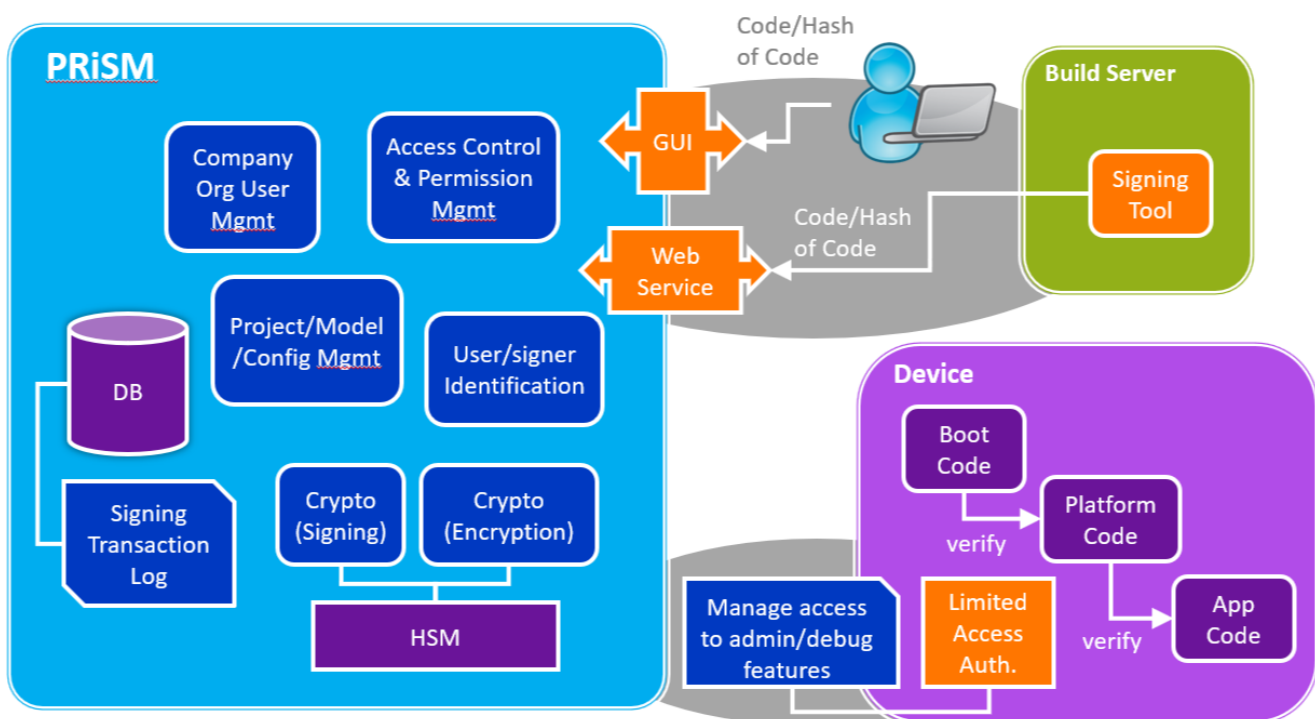 PRiSM
Company
Org User
Mgmt
Access Control
& Permission
Mgmt
Project/Model
/Config Mgmt
User/signer
Identification
DB
Signing
Transaction
Log
Crypto
(Signing)
Crypto
(Encryption)
HSM
GUI
Web
Service
Code/Hash
of Code
Code/Hash
of Code
Build Server
Signing
Tool
Device
Boot
Code
verify
Platform
Code
verify
App
Code
Manage access
to admin/debug
features
Limited
Access
Auth.